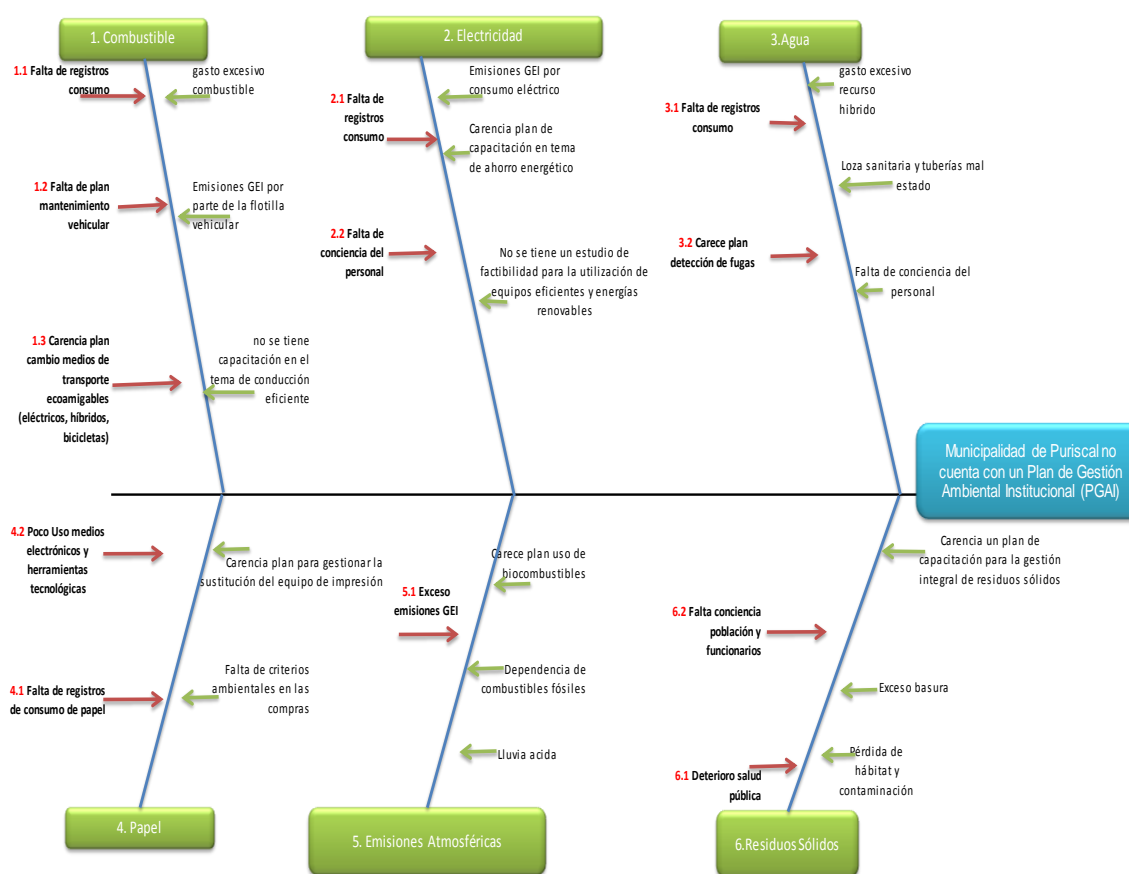 1. Combustible
2. Electricidad
3.Agua
1.1 Falta de registros
consumo
gasto excesivo
combustible
1.2 Falta de plan
mantenimiento
vehicular
Emisiones GEI por
parte de la flotilla
vehicular
1.3 Carencia plan
cambio medios de
transporte
ecoamigables
(eléctricos, híbridos,
bicicletas)
no se tiene
capacitación en el
tema de conducción
eficiente
2.1 Falta de
registros
consumo
Emisiones GEI por
consumo eléctrico
Carencia plan de
capacitación en tema
de ahorro energético
2.2 Falta de
conciencia del
personal
No se tiene un estudio de
factibilidad para la utilización de
equipos eficientes y energías
renovables
gasto excesivo
recurso
hibrido
3.1 Falta de registros
consumo
Loza sanitaria y tuberías mal
estado
3.2 Carece plan
detección de fugas
Falta de conciencia del
personal
Municipalidad de Puriscal no
cuenta con un Plan de Gestión
Ambiental Institucional (PGAI)
4.2 Poco Uso medios
electrónicos y
herramientas
tecnológicas
Carencia plan para gestionar la
sustitución del equipo de impresión
4.1 Falta de registros
de consumo de papel
Falta de criterios
ambientales en las
compras
Carece plan uso de
biocombustibles
5.1 Exceso
emisiones GEI
Dependencia de
combustibles fósiles
Lluvia acida
Carencia un plan de
capacitación para la gestión
integral de residuos sólidos
6.2 Falta conciencia
población y
funcionarios
Exceso basura
6.1 Deterioro salud
pública
Pérdida de
hábitat y
contaminación
4. Papel
5. Emisiones Atmosféricas
6.Residuos Sólidos